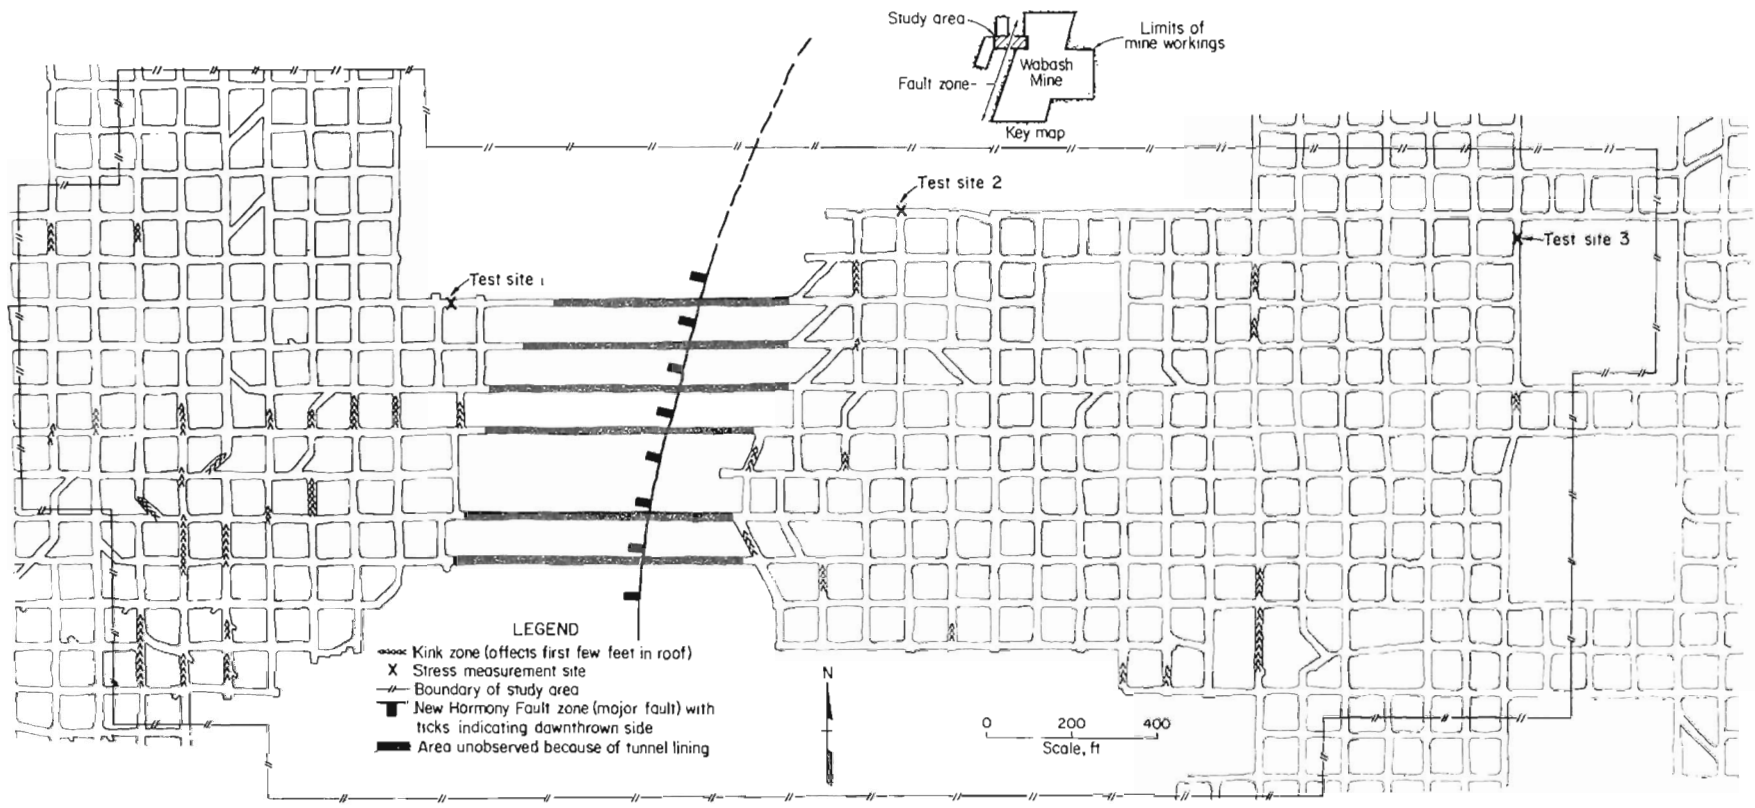 Study area
Limits of
mine workings
Wabash
Mine
Fault zone-
Key map
Test site 2
Test site 3
Test site 1
LEGEND
Kink zone (affects first few feet in roof)
X Stress measurement site
Boundary of study area
New Harmony Fault zone (major fault) with
ticks indicating downthrown side
Area unobserved because of tunnel lining
N
0 200 400
Scale, ft